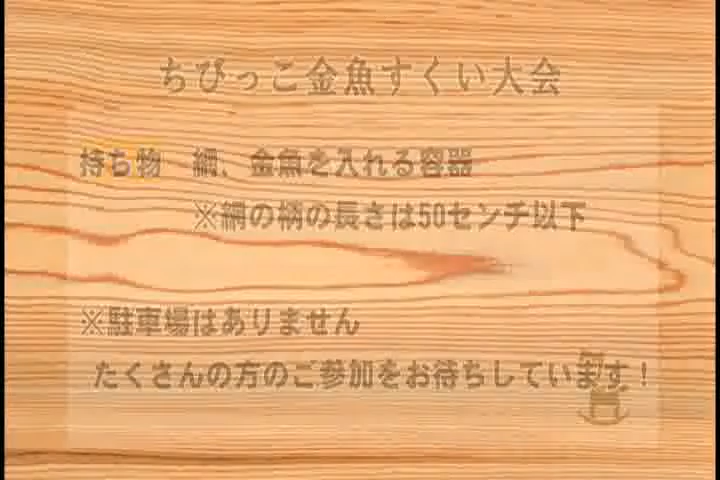 ちびっこ金魚すくい大会
持ち物 網、金魚を入れる容器
※網の柄の長さは50センチ以下
※駐車場はありません
たくさんの方のご参加をお待ちしています!